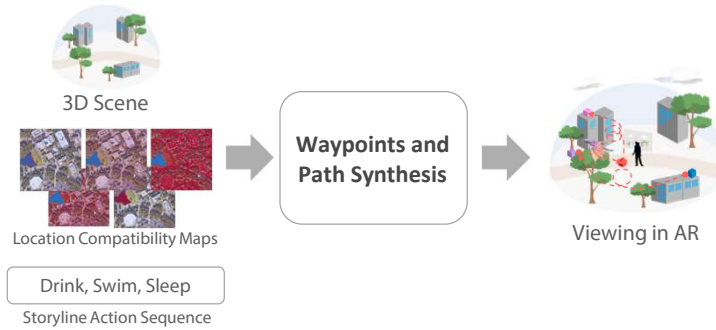 3D Scene
Location Compatibility Maps
Drink, Swim, Sleep
Storyline Action Sequence
Waypoints and
Path Synthesis
Viewing in AR